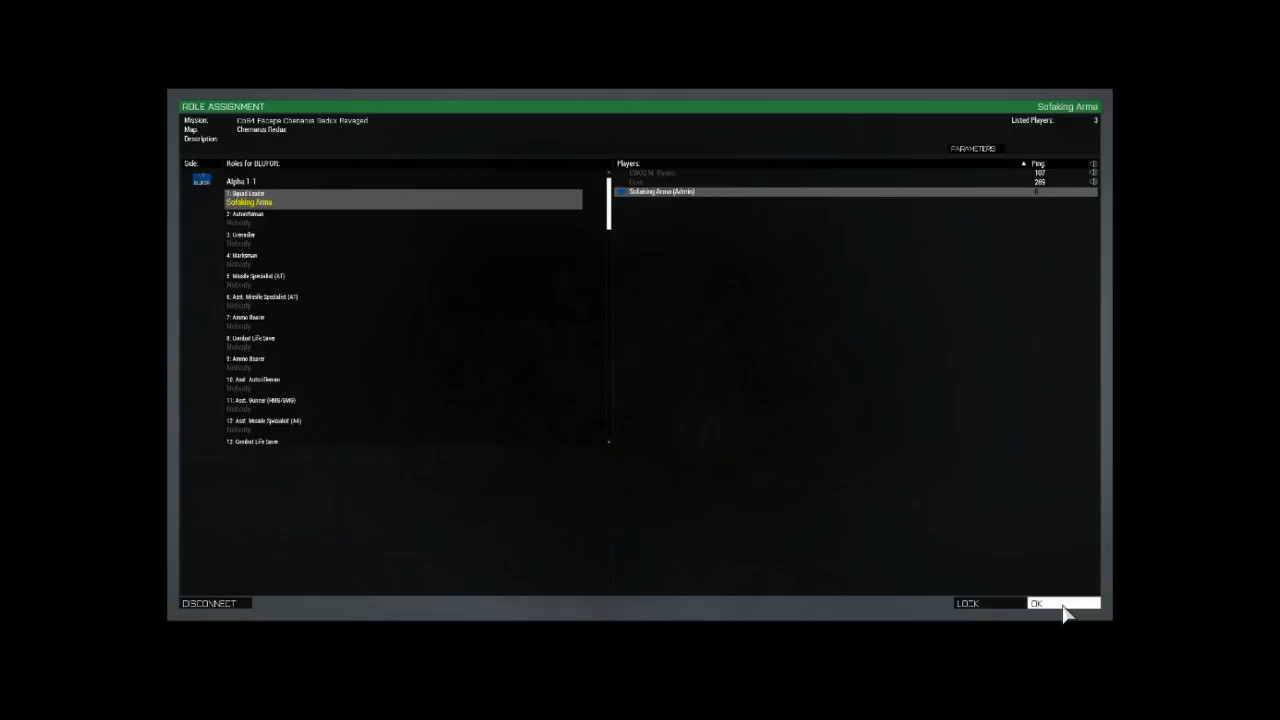 ROLE ASSIGNMENT
Sofaking Arma
Mission: Co64 Escape Chernarus Redux Ravaged
Listed Players: 3
Map: Chernarus Redux
Description:
PARAMETERS
Side:
Roles for BLUFOR:
Players:
Ping:
BLUFOR
Alpha 1-1
1: Squad Leader
Sofaking Arma
2: Autorifleman
Nobody
3: Grenadier
Nobody
4: Marksman
Nobody
5: Missile Specialist (AT)
Nobody
6: Asst. Missile Specialist (AT)
Nobody
7: Ammo Bearer
Nobody
8: Combat Life Saver
Nobody
9: Ammo Bearer
Nobody
10: Asst. Autorifleman
Nobody
11: Asst. Gunner (HMG/GMG)
Nobody
12: Asst. Missile Specialist (AA)
Nobody
13: Combat Life Saver
107
269
Sofaking Arma (Admin)
0
DISCONNECT
LOCK
OK